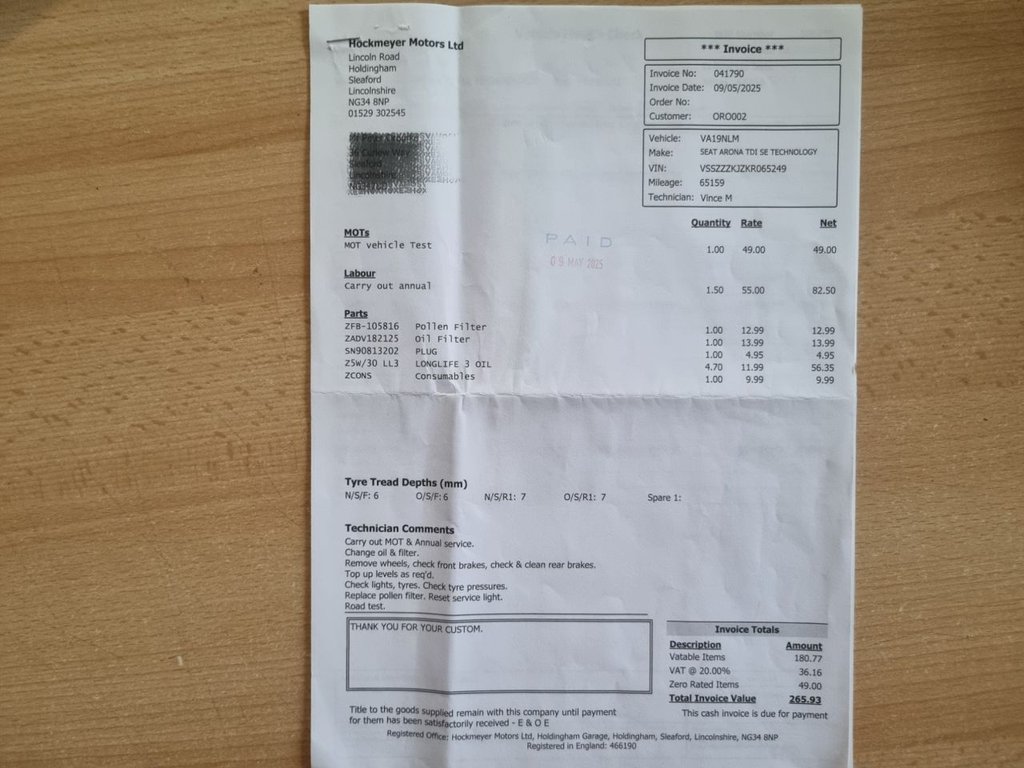 Hockmeyer Motors Ltd
Lincoln Road
Holdingham
Sleaford
Lincolnshire
NG34 8NP
01529 302545
*** Invoice ***
Invoice No: 041790
Invoice Date: 09/05/2025
Order No:
Customer: ORO002
Vehicle: VA19NLM
Make: SEAT ARONA TDI SE TECHNOLOGY
VIN: VSSZZZKJZKR065249
Mileage: 65159
Technician: Vince M
Sleaford
Lincolnshire
Quantity Rate Net
MOTs
MOT vehicle Test 1.00 49.00 49.00
PAID
09 MAY 2025
Labour
Carry out annual 1.50 55.00 82.50
Parts
ZFB-105816 Pollen Filter 1.00 12.99 12.99
ZADV182125 Oil Filter 1.00 13.99 13.99
SN90813202 PLUG 1.00 4.95 4.95
Z5W/30 LL3 LONGLIFE 3 OIL 4.70 11.99 56.35
ZCONS Consumables 1.00 9.99 9.99
Tyre Tread Depths (mm)
N/S/F: 6 O/S/F: 6 N/S/R1: 7 O/S/R1: 7 Spare 1:
Technician Comments
Carry out MOT & Annual service.
Change oil & filter.
Remove wheels, check front brakes, check & clean rear brakes.
Top up levels as req'd.
Check lights, tyres. Check tyre pressures.
Replace pollen filter. Reset service light.
Road test.
THANK YOU FOR YOUR CUSTOM.
Invoice Totals
Description Amount
Vatable Items 180.77
VAT @ 20.00% 36.16
Zero Rated Items 49.00
Total Invoice Value 265.93
This cash invoice is due for payment
Title to the goods supplied remain with this company until payment
for them has been satisfactorily received - E & O E
Registered Office: Hockmeyer Motors Ltd, Holdingham Garage, Holdingham, Sleaford, Lincolnshire, NG34 8NP
Registered in England: 466190